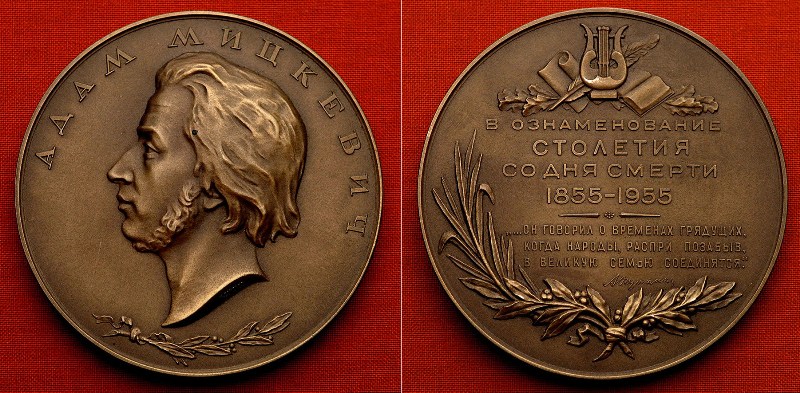 АДАМ МИЦКЕВИЧ
В ОЗНАМЕНОВАНИЕ
СТОЛЕТИЯ
СО ДНЯ СМЕРТИ
1855–1955
„...ОН ГОВОРИЛ О ВРЕМЕНАХ ГРЯДУЩИХ,
КОГДА НАРОДЫ, РАСПРИ ПОЗАБЫВ,
В ВЕЛИКУЮ СЕМЬЮ СОЕДИНЯТСЯ."